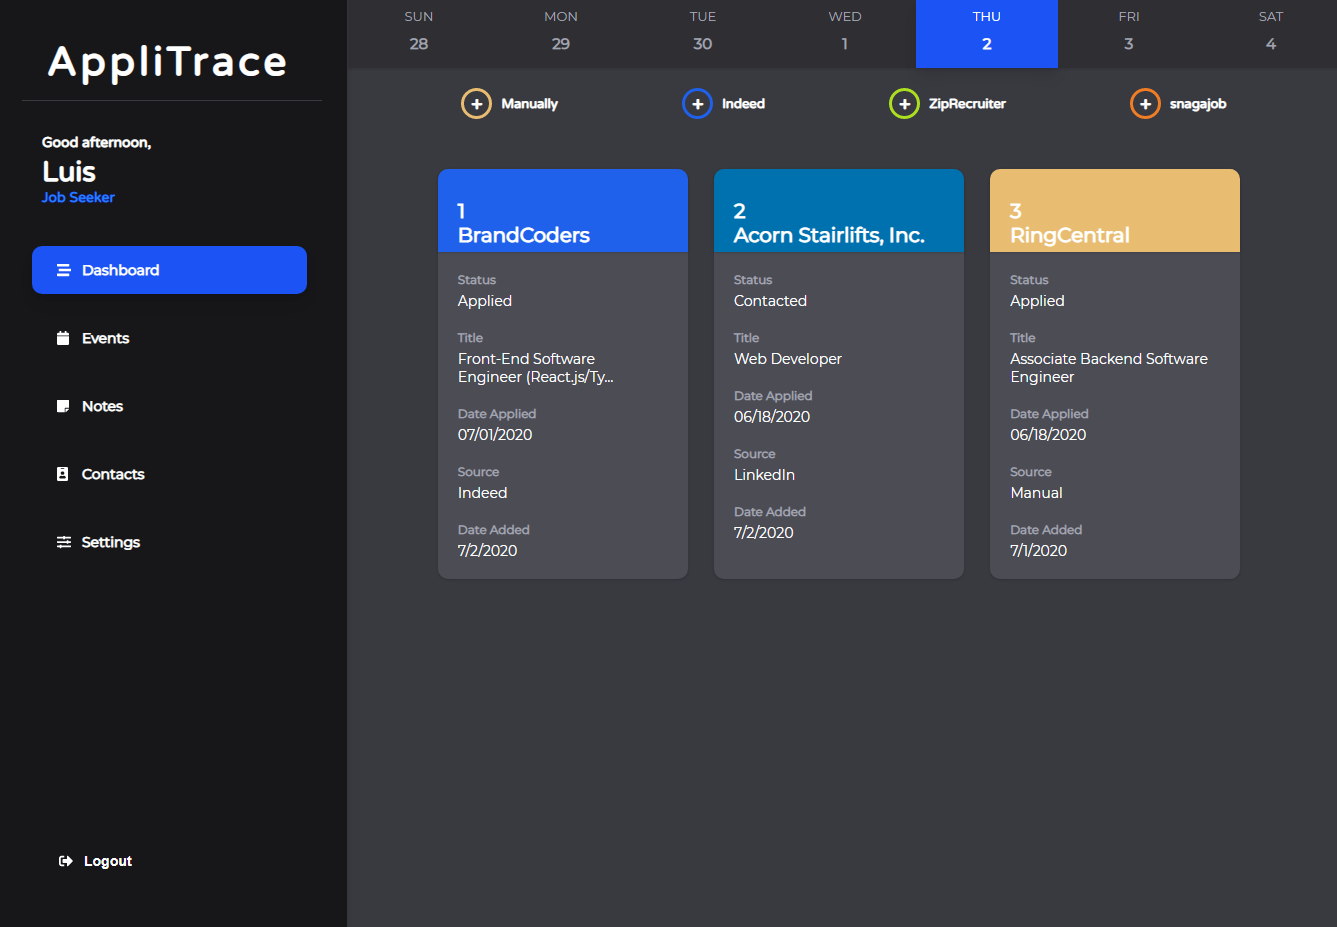 AppliTrace
Good afternoon,
Luis
Job Seeker
Dashboard
Events
Notes
Contacts
Settings
Logout
SUN MON TUE WED THU FRI SAT
28 29 30 1 2 3 4
Manually Indeed ZipRecruiter snagajob
1
BrandCoders
Status
Applied
Title
Front-End Software
Engineer (React.js/Ty...
Date Applied
07/01/2020
Source
Indeed
Date Added
7/2/2020
2
Acorn Stairlifts, Inc.
Status
Contacted
Title
Web Developer
Date Applied
06/18/2020
Source
LinkedIn
Date Added
7/2/2020
3
RingCentral
Status
Applied
Title
Associate Backend Software
Engineer
Date Applied
06/18/2020
Source
Manual
Date Added
7/1/2020